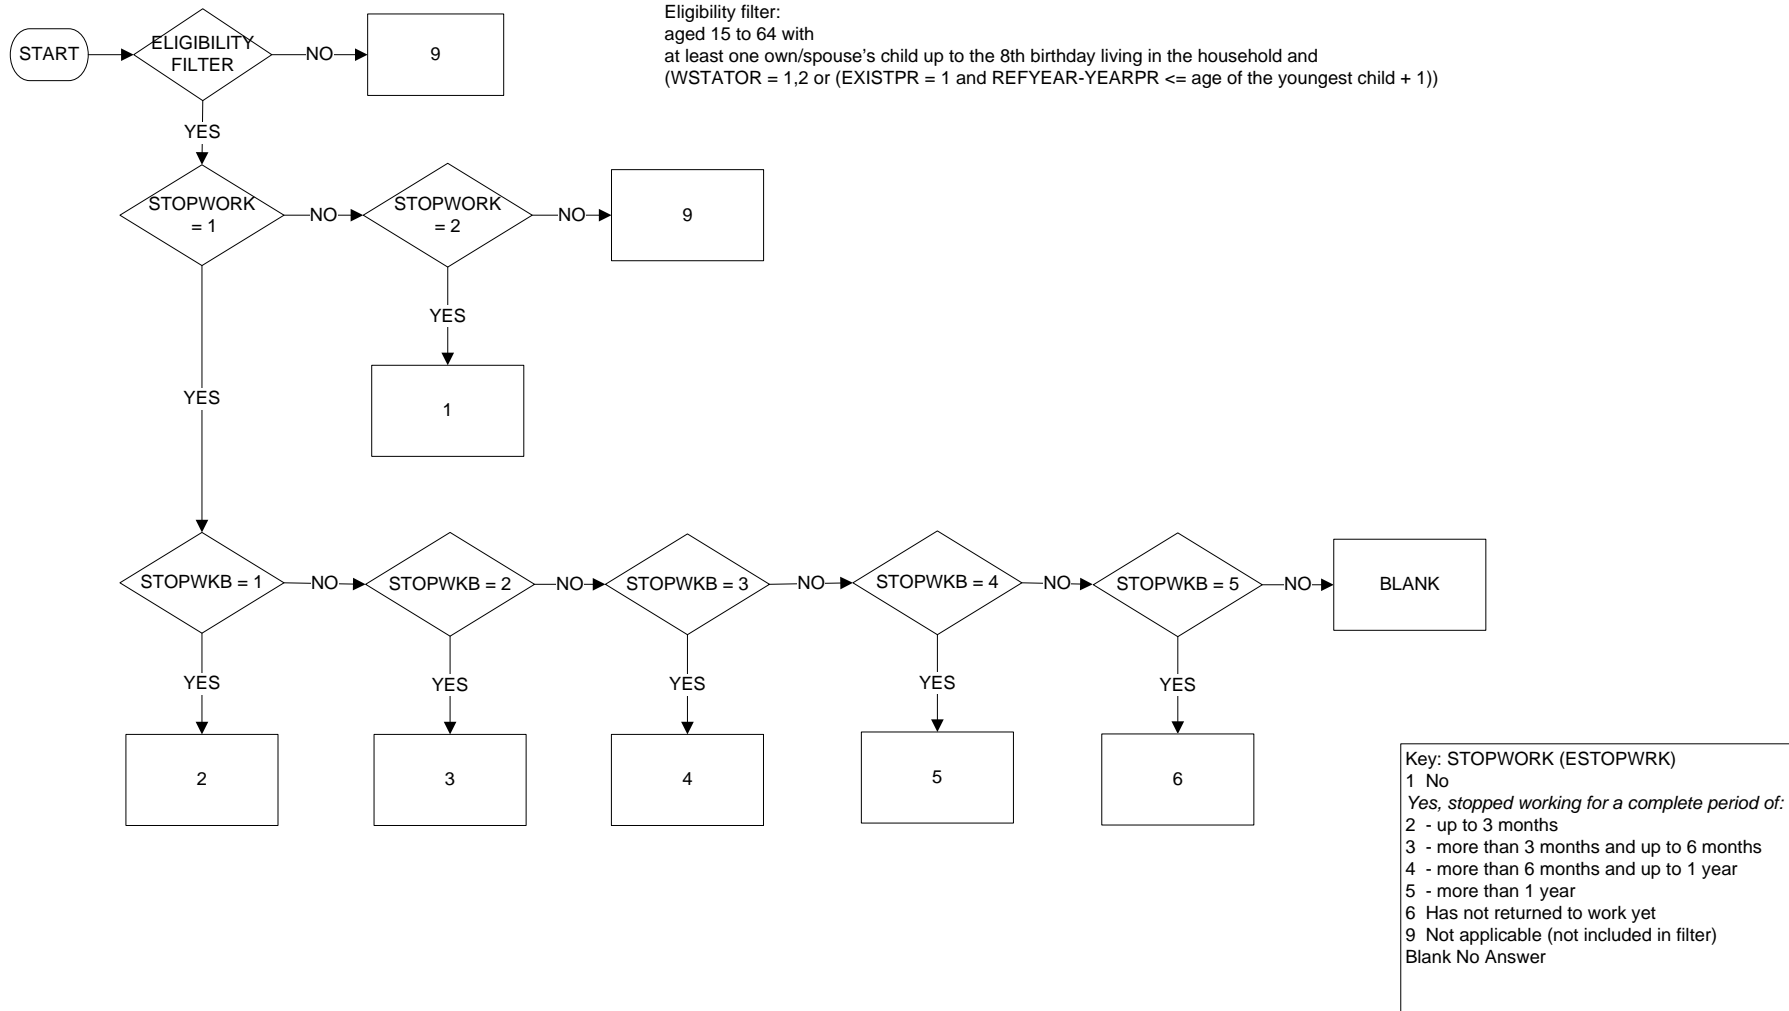 START
ELIGIBILITY
FILTER
NO
9
Eligibility filter:
aged 15 to 64 with
at least one own/spouse's child up to the 8th birthday living in the household and
(WSTATOR = 1,2 or (EXISTPR = 1 and REFYEAR-YEARPR <= age of the youngest child + 1))
YES
STOPWORK
= 1
NO
STOPWORK
= 2
NO
9
YES
1
YES
STOPWKB = 1
NO
STOPWKB = 2
NO
STOPWKB = 3
NO
STOPWKB = 4
NO
STOPWKB = 5
NO
BLANK
YES
YES
YES
YES
YES
2
3
4
5
6
Key: STOPWORK (ESTOPWRK)
1 No
Yes, stopped working for a complete period of:
2 - up to 3 months
3 - more than 3 months and up to 6 months
4 - more than 6 months and up to 1 year
5 - more than 1 year
6 Has not returned to work yet
9 Not applicable (not included in filter)
Blank No Answer